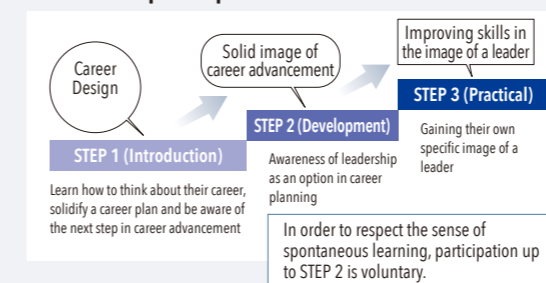 Career
Design
STEP 1 (Introduction)
Learn how to think about their career,
solidify a career plan and be aware of
the next step in career advancement
Solid image of
career advancement
STEP 2 (Development)
Awareness of leadership
as an option in career
planning
Improving skills in
the image of a leader
STEP 3 (Practical)
Gaining their own
specific image of a
leader
In order to respect the sense of
spontaneous learning, participation up
to STEP 2 is voluntary.